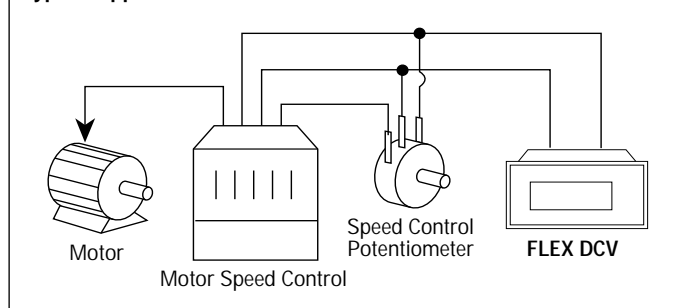 Motor
Motor Speed Control
Speed Control
Potentiometer
FLEX DCV